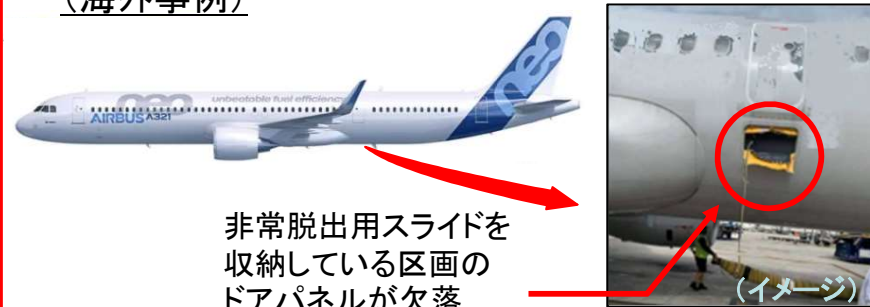 (海外事例)
unbeatable fuel efficiency
neo
AIRBUS A321
neo
非常脱出用スライドを
収納している区画の
ドアパネルが欠落
(イメージ)